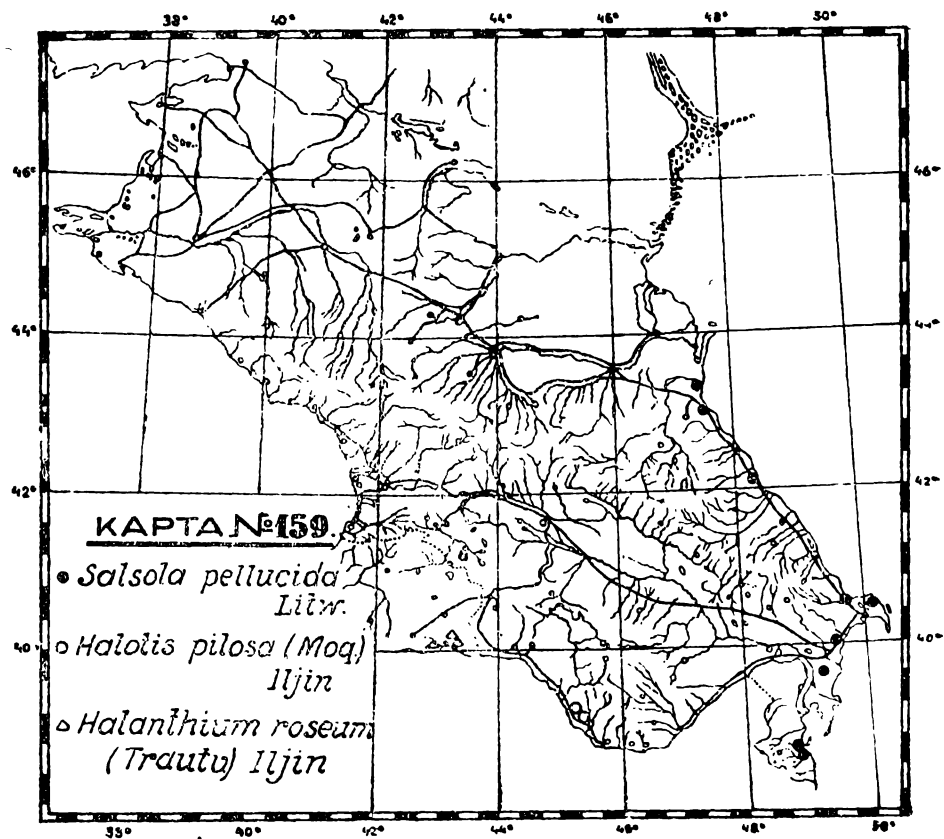 38° 40° 42° 44° 46° 48° 50°
46° 46°
44° 44°
42° 42°
КАРТА №159.
Salsola pellucida
Litw.
40° 40°
Halotis pilosa (Moq)
Iljin
Halanthium roseum
(Trautv) Iljin
38° 40° 42° 44° 46° 48° 50°